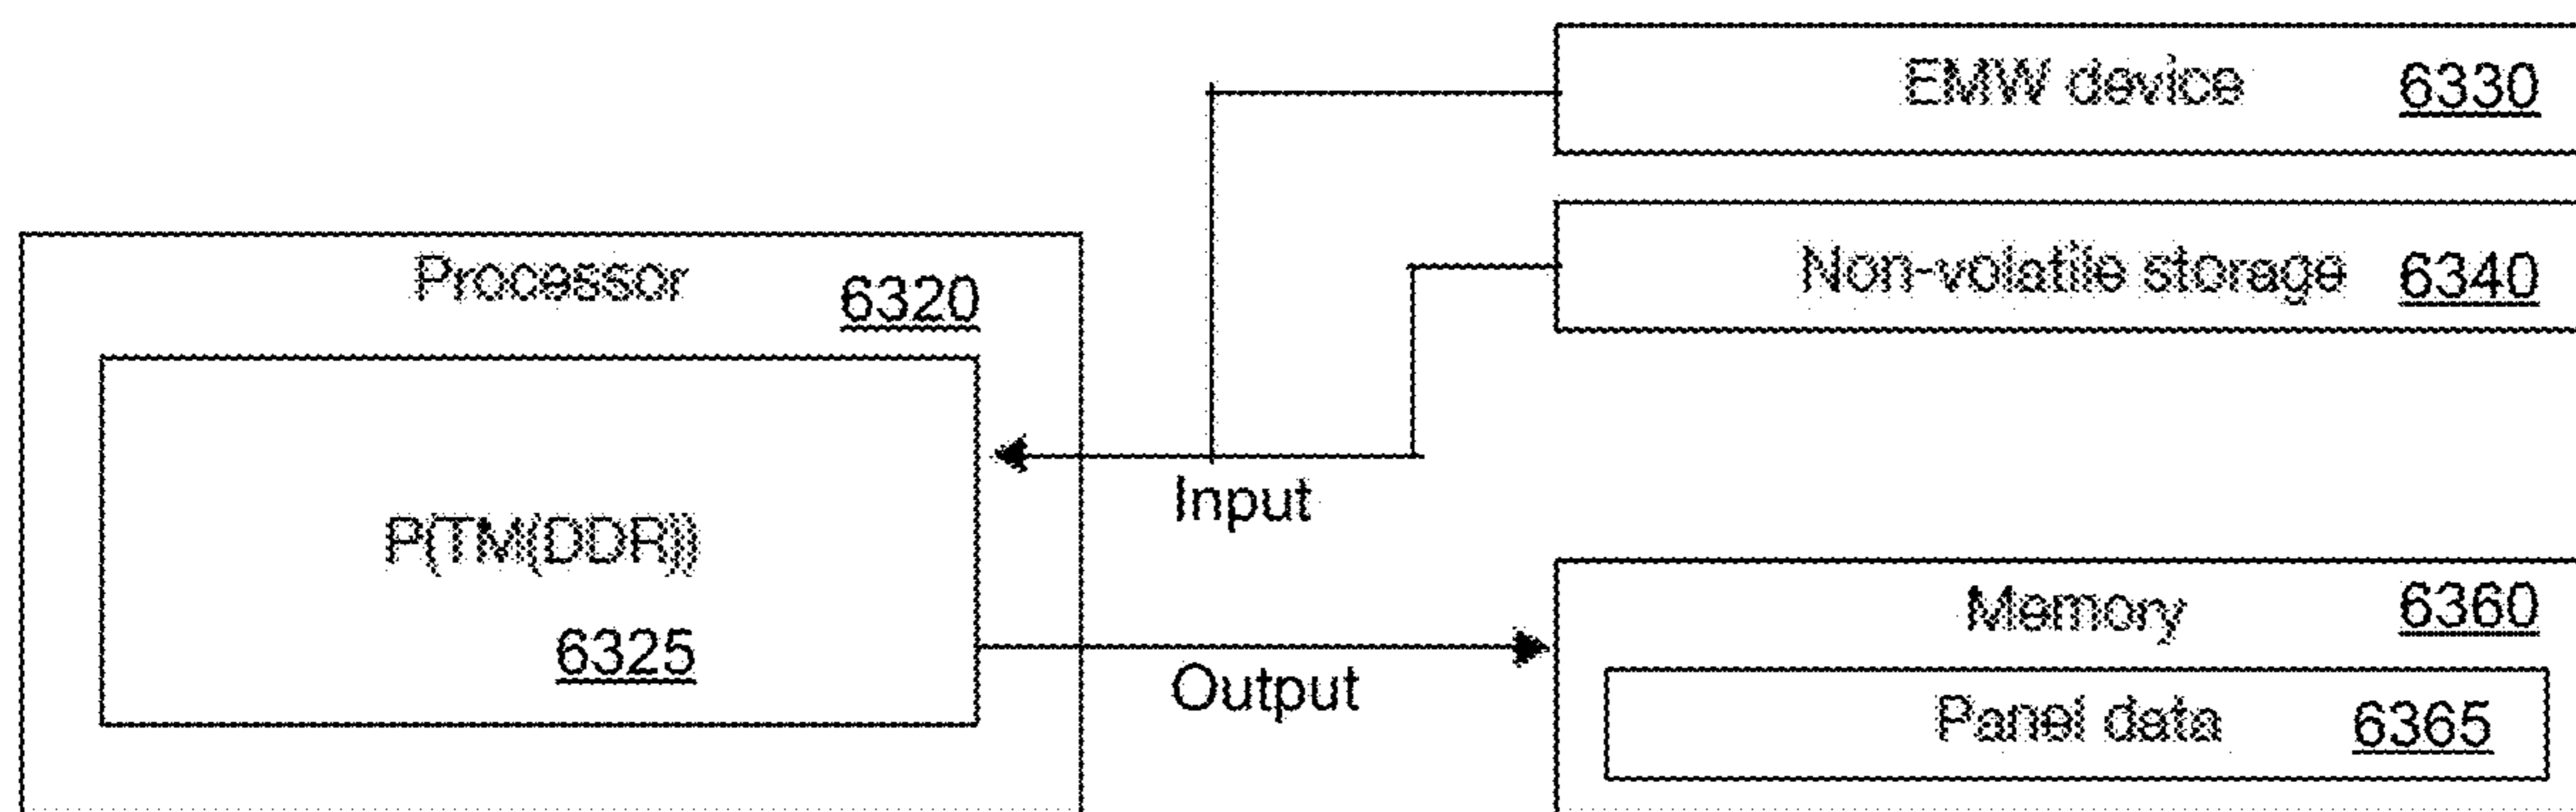 EMW device 6330
Non-volatile storage 6340
Processor 6320
Input
P(TM(DDR))
6325
Output
Memory 6360
Panel data 6365